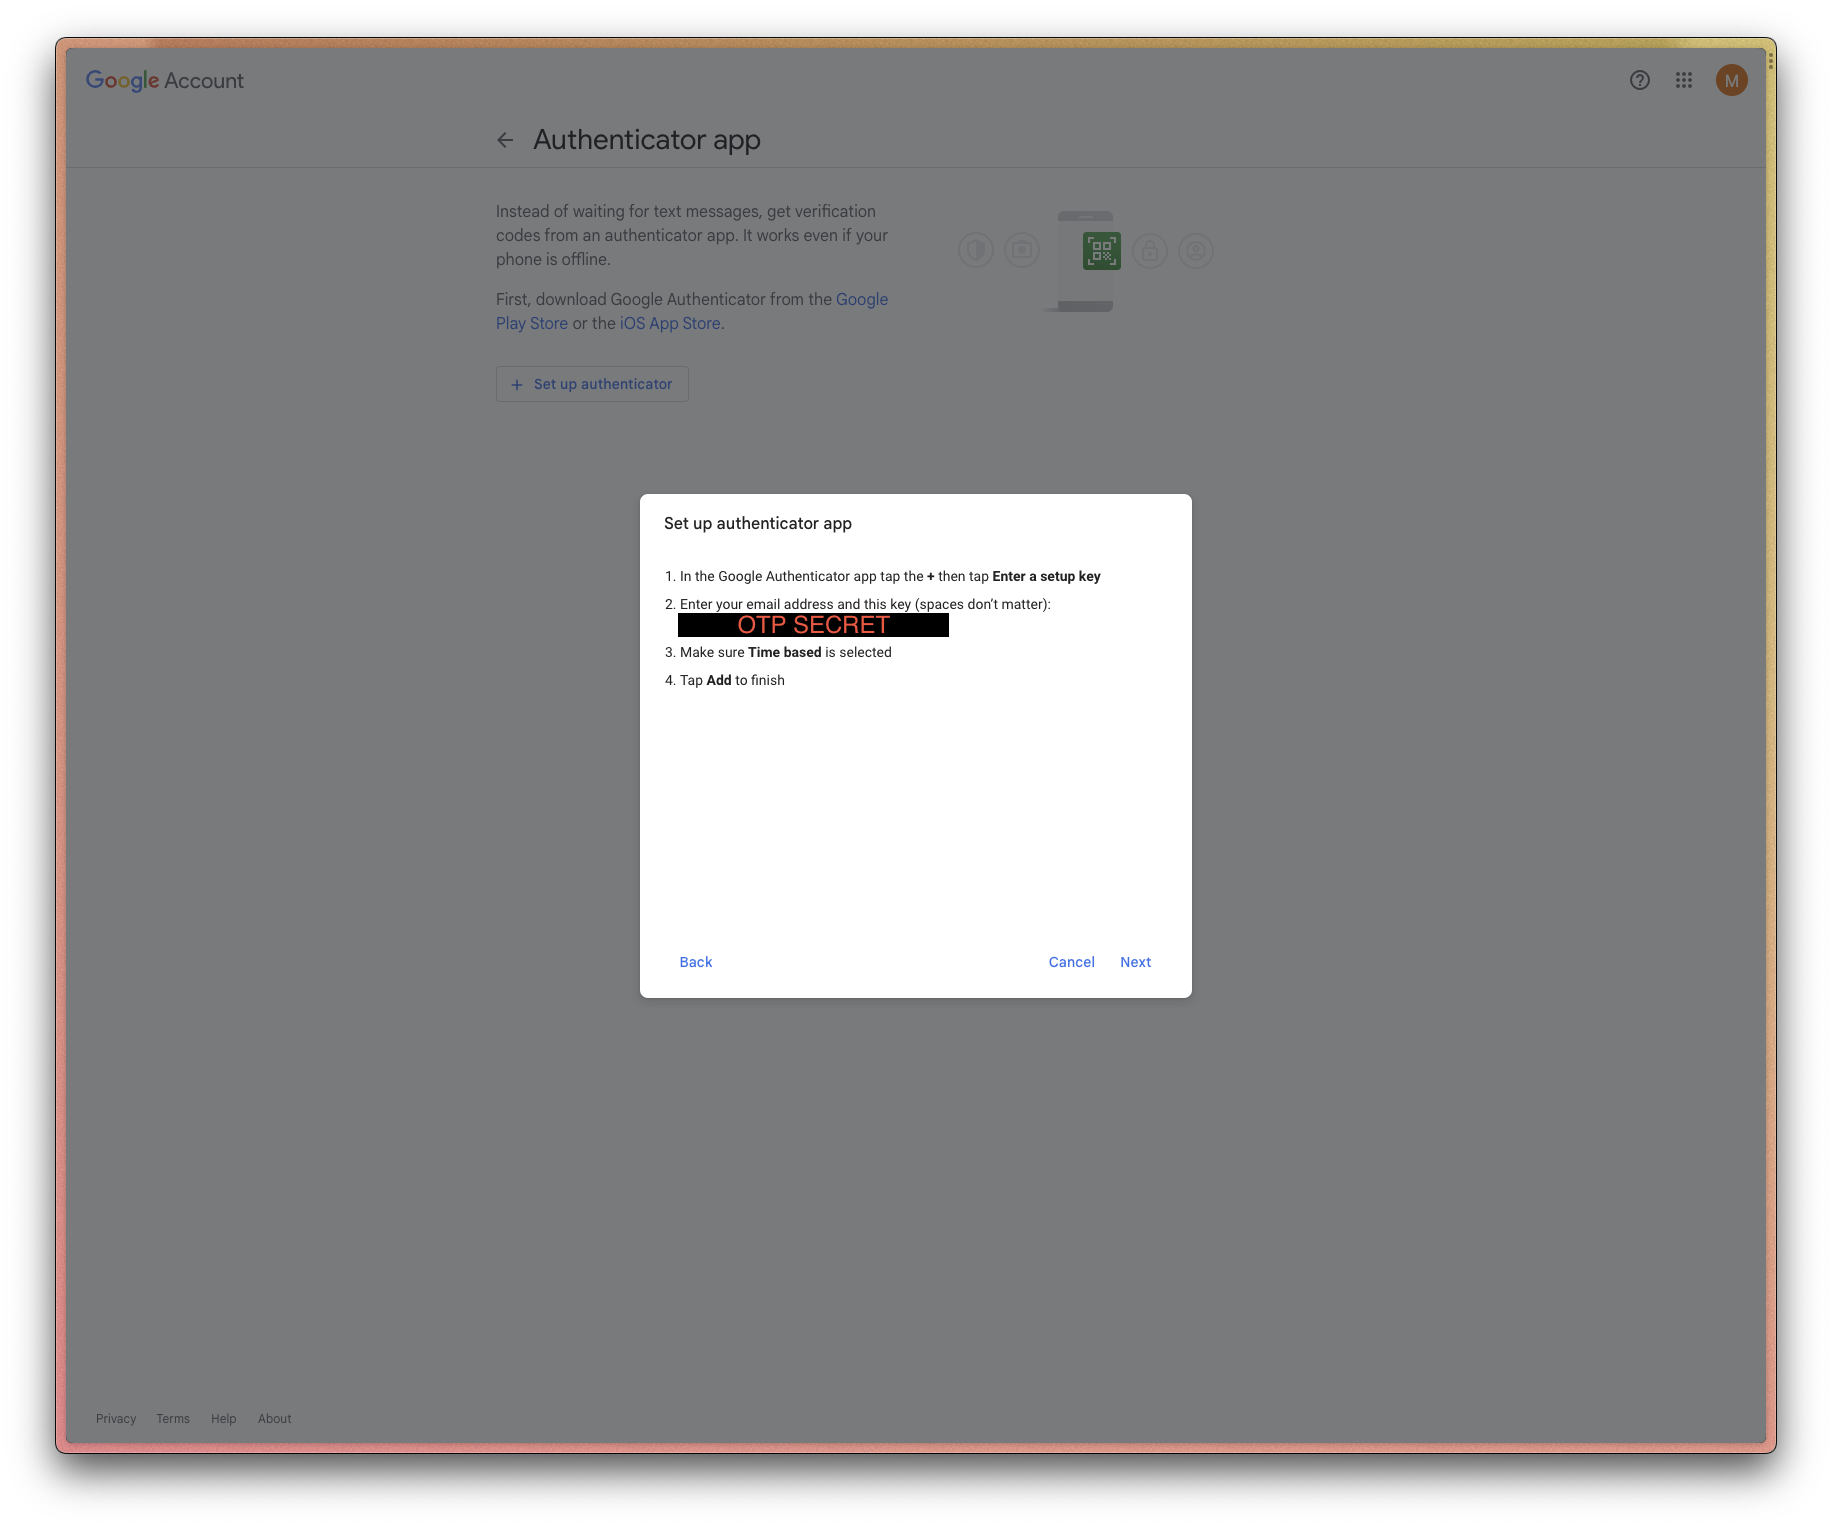 Google Account
M
Authenticator app
Instead of waiting for text messages, get verification
codes from an authenticator app. It works even if your
phone is offline.
First, download Google Authenticator from the Google
Play Store or the iOS App Store.
+ Set up authenticator
Set up authenticator app
1. In the Google Authenticator app tap the + then tap Enter a setup key
2. Enter your email address and this key (spaces don’t matter):
OTP SECRET
3. Make sure Time based is selected
4. Tap Add to finish
Back Cancel Next
Privacy Terms Help About